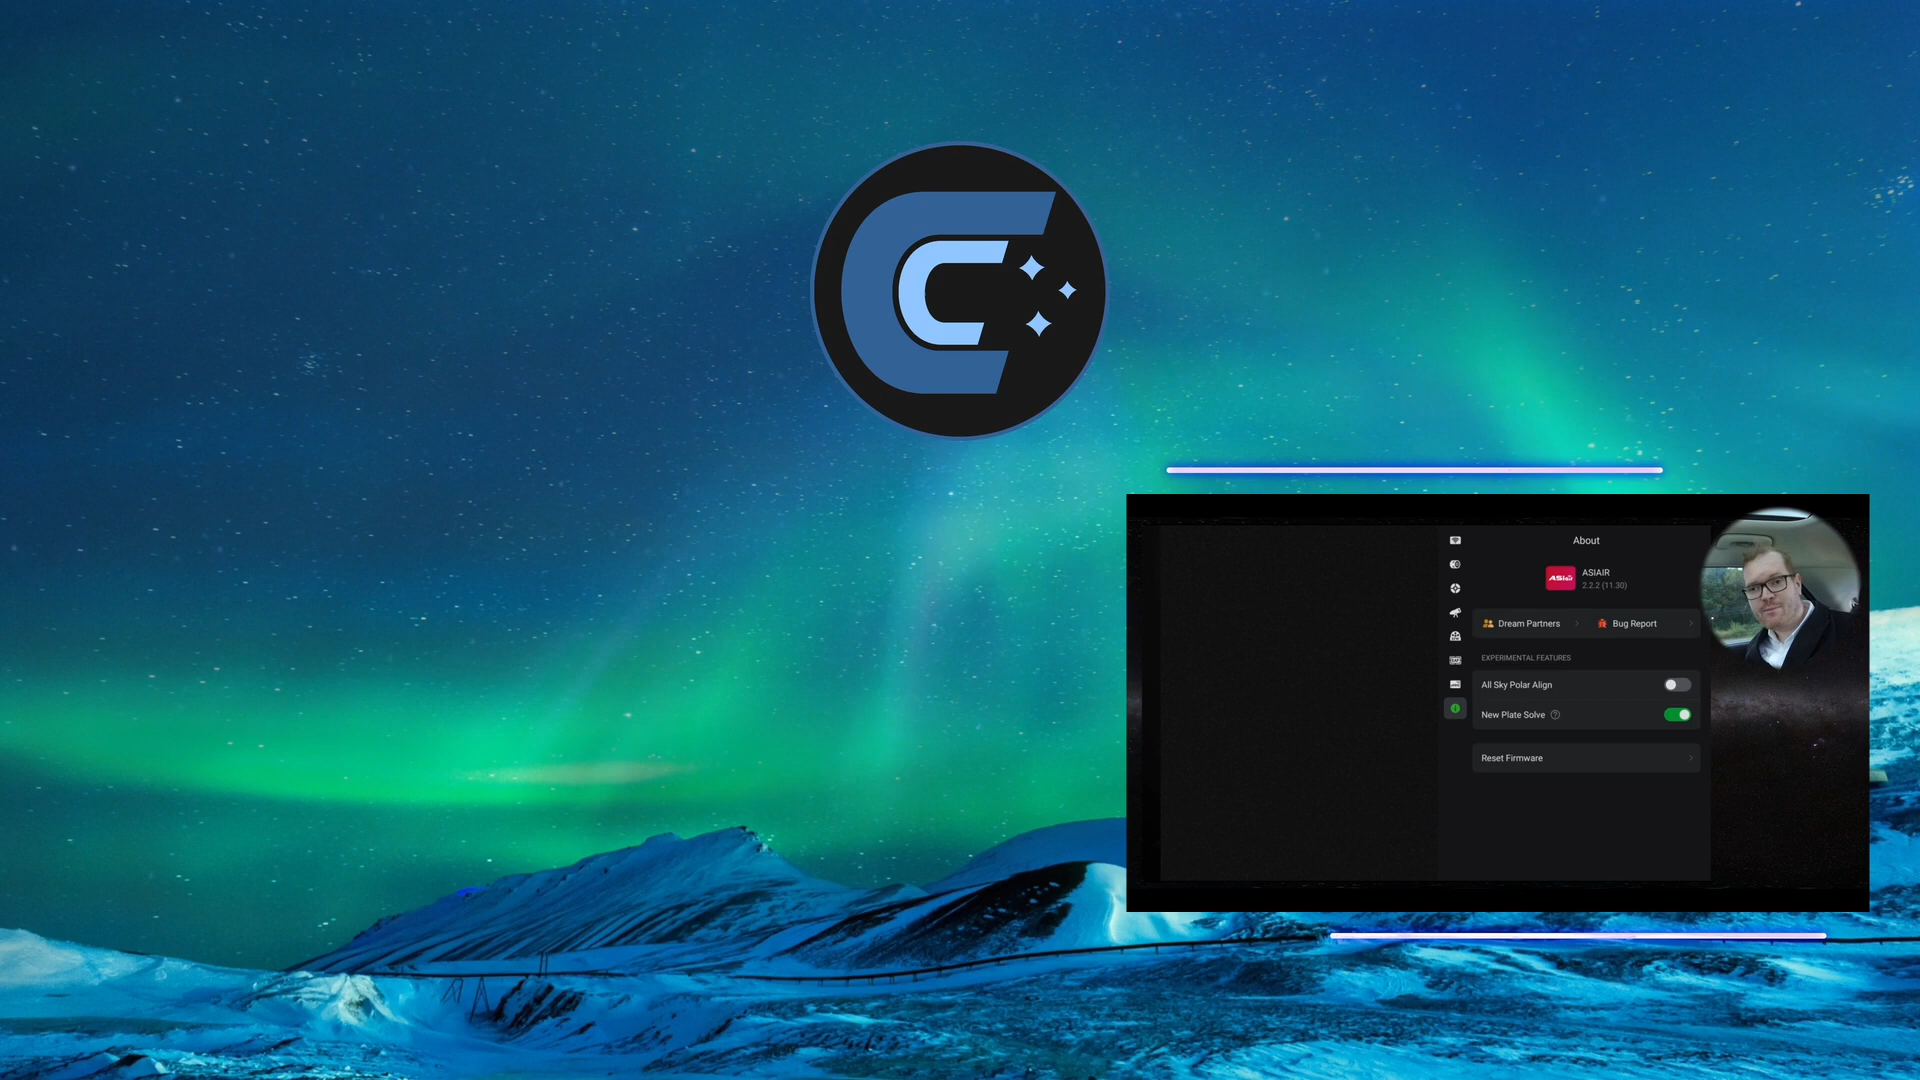 About
ASIAIR
ASIair
2.2.2 (11.30)
Dream Partners
Bug Report
EXPERIMENTAL FEATURES
All Sky Polar Align
New Plate Solve
Reset Firmware